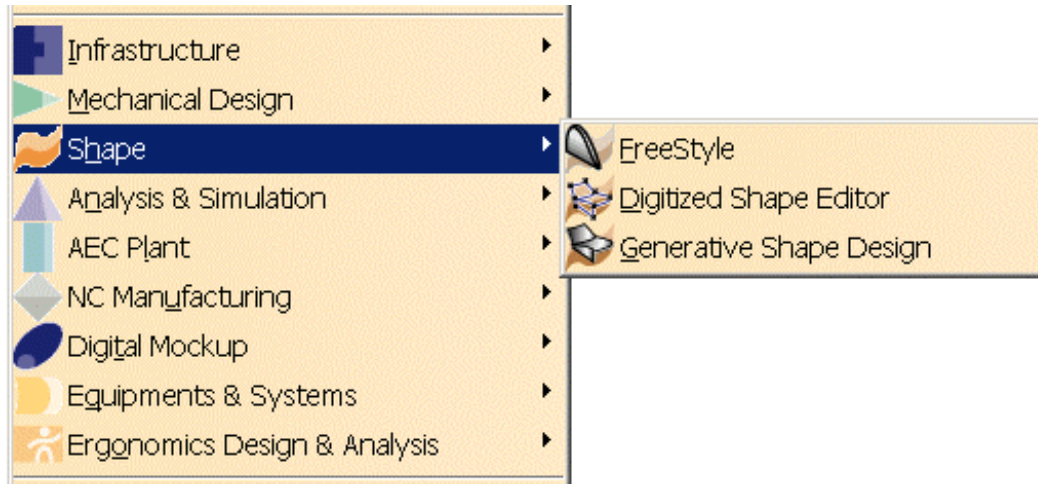 Infrastructure
Mechanical Design
Shape
Analysis & Simulation
AEC Plant
NC Manufacturing
Digital Mockup
Equipments & Systems
Ergonomics Design & Analysis
FreeStyle
Digitized Shape Editor
Generative Shape Design